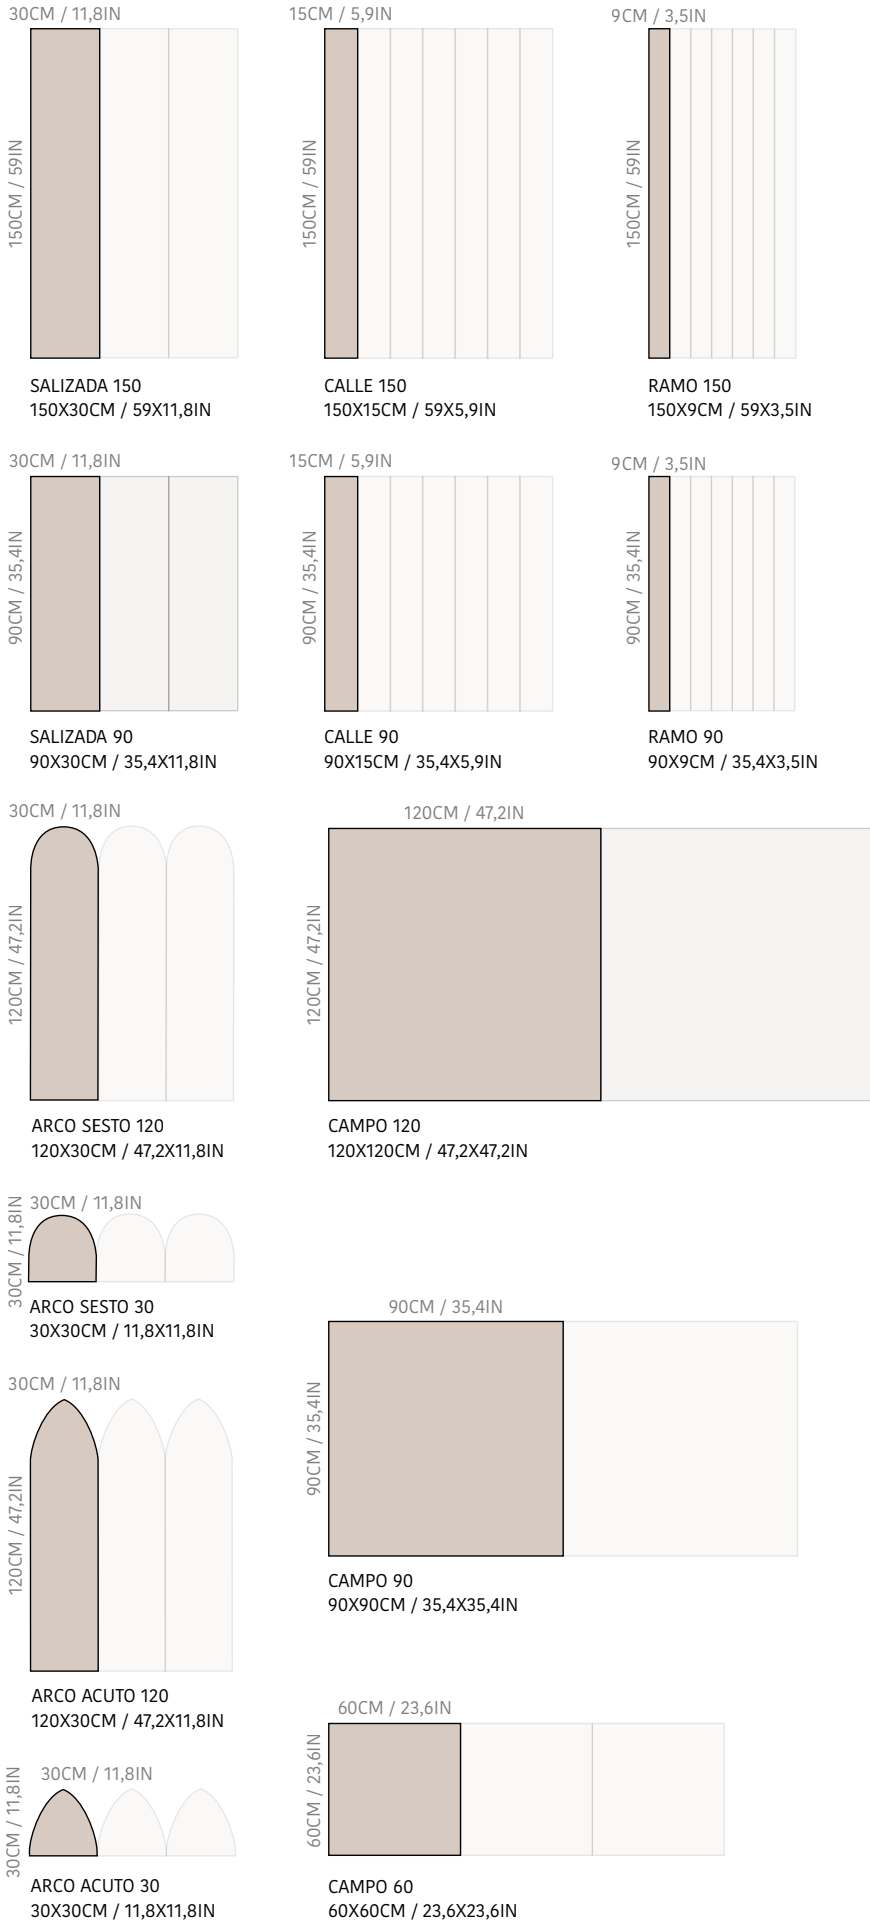 30CM / 11,8IN
150CM / 59IN
SALIZADA 150
150X30CM / 59X11,8IN
15CM / 5,9IN
150CM / 59IN
CALLE 150
150X15CM / 59X5,9IN
9CM / 3,5IN
150CM / 59IN
RAMO 150
150X9CM / 59X3,5IN
30CM / 11,8IN
90CM / 35,4IN
SALIZADA 90
90X30CM / 35,4X11,8IN
15CM / 5,9IN
90CM / 35,4IN
CALLE 90
90X15CM / 35,4X5,9IN
9CM / 3,5IN
90CM / 35,4IN
RAMO 90
90X9CM / 35,4X3,5IN
30CM / 11,8IN
120CM / 47,2IN
ARCO SESTO 120
120X30CM / 47,2X11,8IN
120CM / 47,2IN
120CM / 47,2IN
CAMPO 120
120X120CM / 47,2X47,2IN
30CM / 11,8IN
30CM / 11,8IN
ARCO SESTO 30
30X30CM / 11,8X11,8IN
90CM / 35,4IN
90CM / 35,4IN
CAMPO 90
90X90CM / 35,4X35,4IN
30CM / 11,8IN
120CM / 47,2IN
ARCO ACUTO 120
120X30CM / 47,2X11,8IN
60CM / 23,6IN
60CM / 23,6IN
CAMPO 60
60X60CM / 23,6X23,6IN
30CM / 11,8IN
30CM / 11,8IN
ARCO ACUTO 30
30X30CM / 11,8X11,8IN